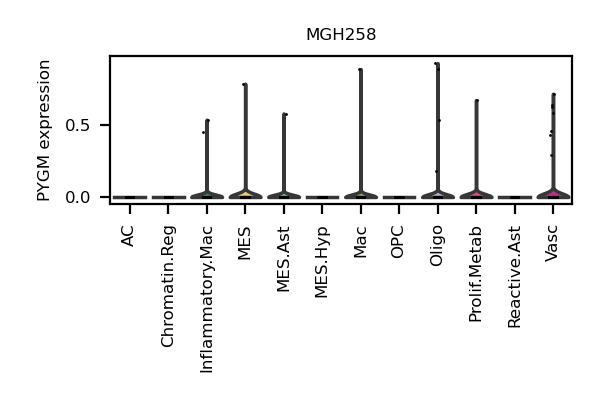 MGH258
PYGM expression
0.5
0.0
AC
Chromatin.Reg
Inflammatory.Mac
MES
MES.Ast
MES.Hyp
Mac
OPC
Oligo
Prolif.Metab
Reactive.Ast
Vasc